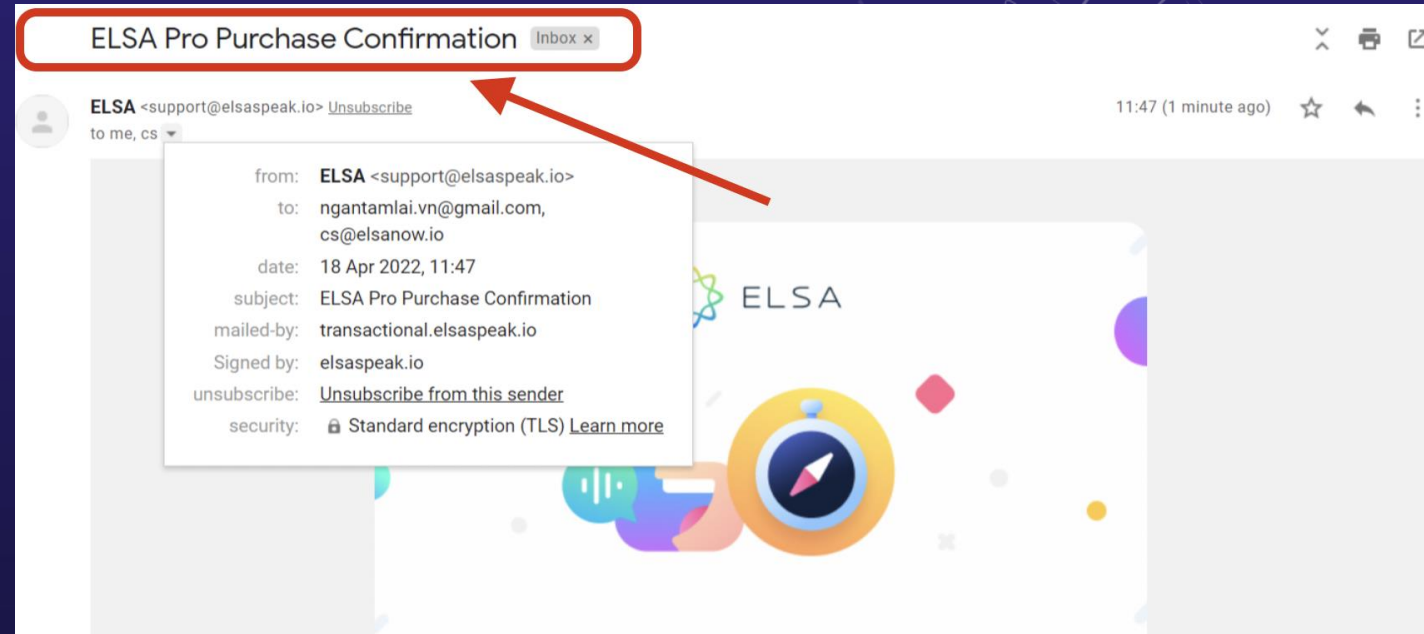 ELSA Pro Purchase Confirmation Inbox ×
ELSA <support@elsaspeak.io> Unsubscribe 11:47 (1 minute ago)
to me, cs
from: ELSA <support@elsaspeak.io>
to: ngantamlai.vn@gmail.com,
cs@elsanow.io
date: 18 Apr 2022, 11:47
subject: ELSA Pro Purchase Confirmation
mailed-by: transactional.elsaspeak.io
Signed by: elsaspeak.io
unsubscribe: Unsubscribe from this sender
security: Standard encryption (TLS) Learn more
ELSA